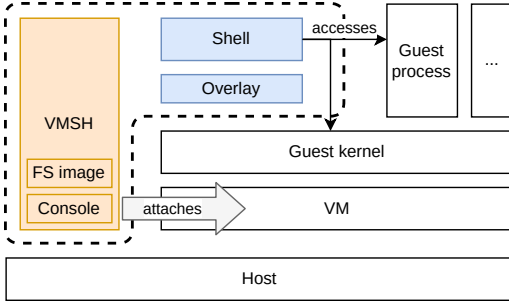 Shell
accesses
Guest
process
...
VMSH
Overlay
Guest kernel
FS image
Console
attaches
VM
Host